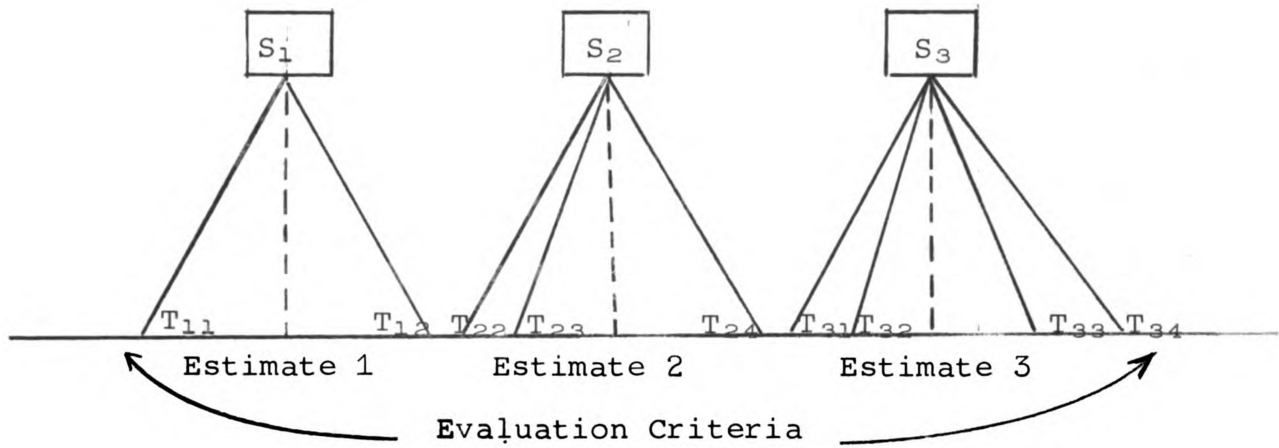 S₁ S₂ S₃
T₁₁ T₁₂ T₂₂ T₂₃ T₂₄ T₃₁ T₃₂ T₃₃ T₃₄
Estimate 1 Estimate 2 Estimate 3
Evaluation Criteria